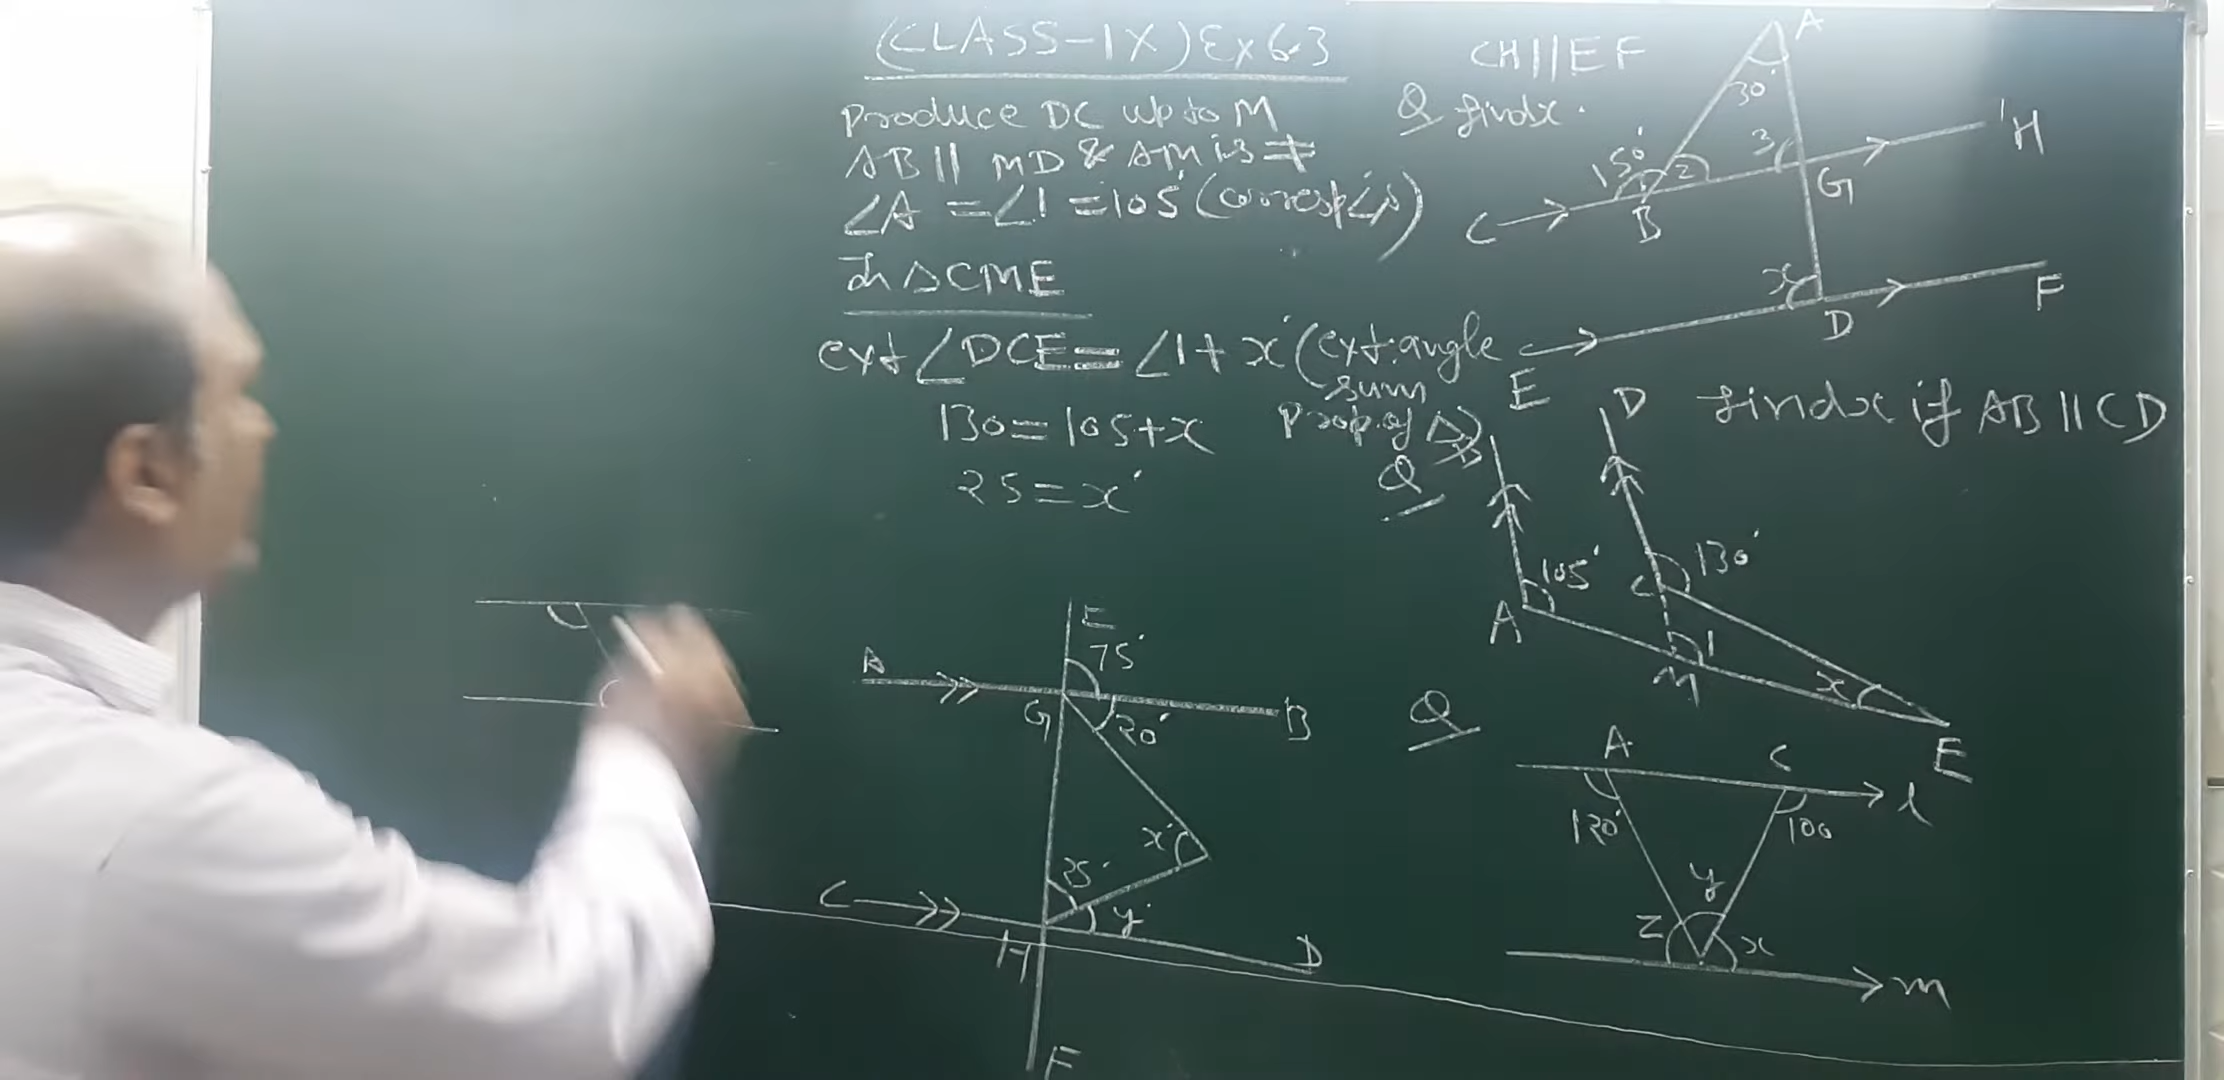 (CLASS-IX) Ex 6.3
Produce DC upto M
AB || MD & AM is
∠A = ∠1 = 105° (corresp ∠s)
In △CME
ext ∠DCE = ∠1 + x° (ext. angle
sum
prop. of △)
130 = 105 + x
25 = x°
CH || EF
Q find x.
A
30°
150°
1
2
3
H
G
B
C
x
D
F
E
Q
find x if AB || CD
B
D
105°
130°
A
C
1
M
x
E
E
75°
A
G
B
20°
x°
25°
C
y°
H
D
F
Q
A
C
l
120°
100
y
z
x
m